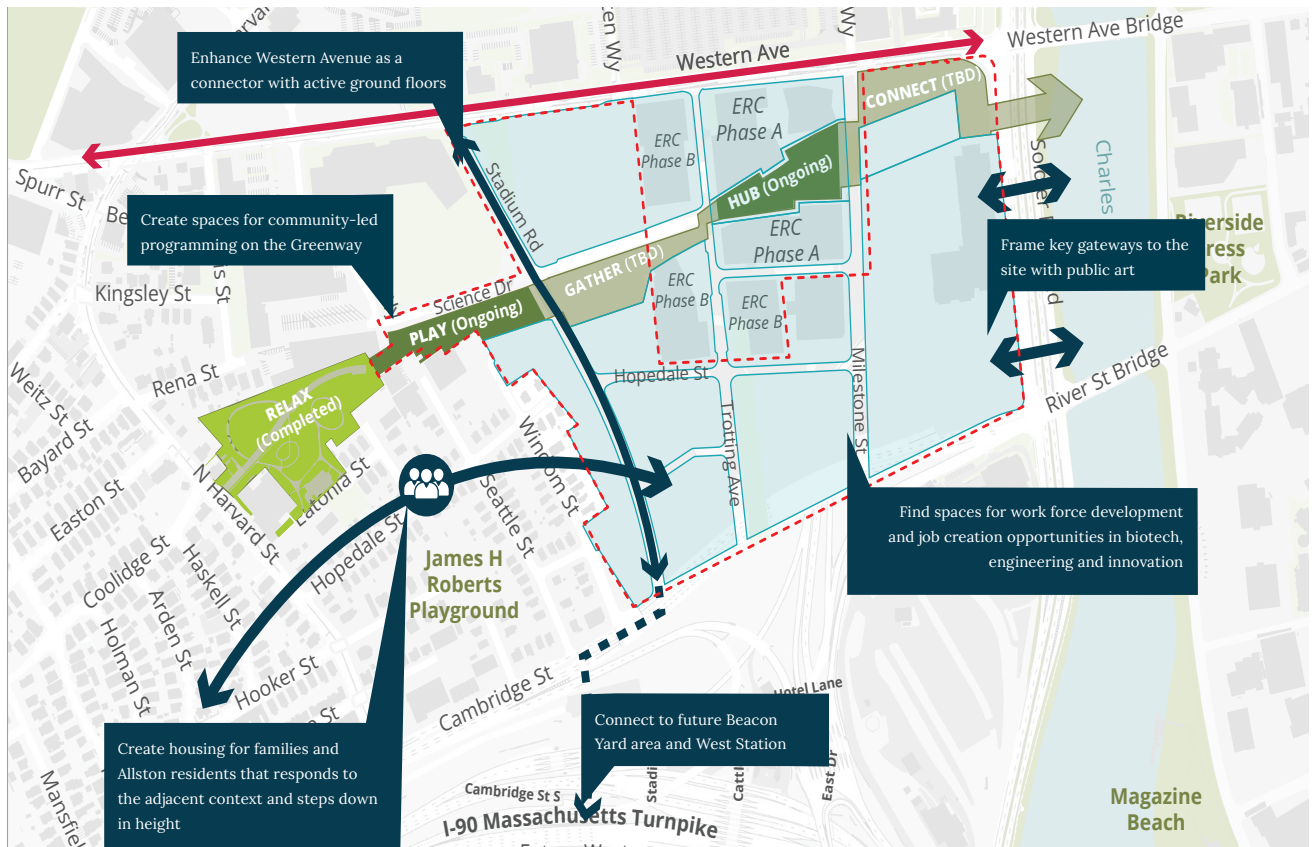 Western Ave Bridge
Western Ave
Enhance Western Avenue as a
connector with active ground floors
CONNECT (TBD)
ERC
Phase A
ERC
Phase B
HUB (Ongoing)
Spurr St
Stadium Rd
Charles
Create spaces for community-led
programming on the Greenway
ERC
Phase A
Frame key gateways to the
site with public art
GATHER (TBD)
Kingsley St
Science Dr
ERC
Phase B
ERC
Phase B
PLAY (Ongoing)
Park
Rena St
Hopedale St
Milestone St
River St Bridge
Weitz St
Bayard St
RELAX
(Completed)
Trotting Ave
Windom St
Easton St
N Harvard St
Seattle St
Hopedale St
Find spaces for work force development
and job creation opportunities in biotech,
engineering and innovation
James H
Roberts
Playground
Coolidge St
Haskell St
Arden St
Holman St
Hooker St
Cambridge St
Create housing for families and
Allston residents that responds to
the adjacent context and steps down
in height
Connect to future Beacon
Yard area and West Station
East Dr
Cambridge St S
I-90 Massachusetts Turnpike
Magazine
Beach